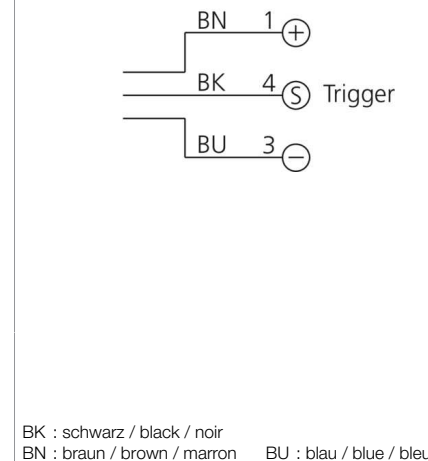 BN 1 +
BK 4 S Trigger
BU 3 −
BK : schwarz / black / noir
BN : braun / brown / marron BU : blau / blue / bleu